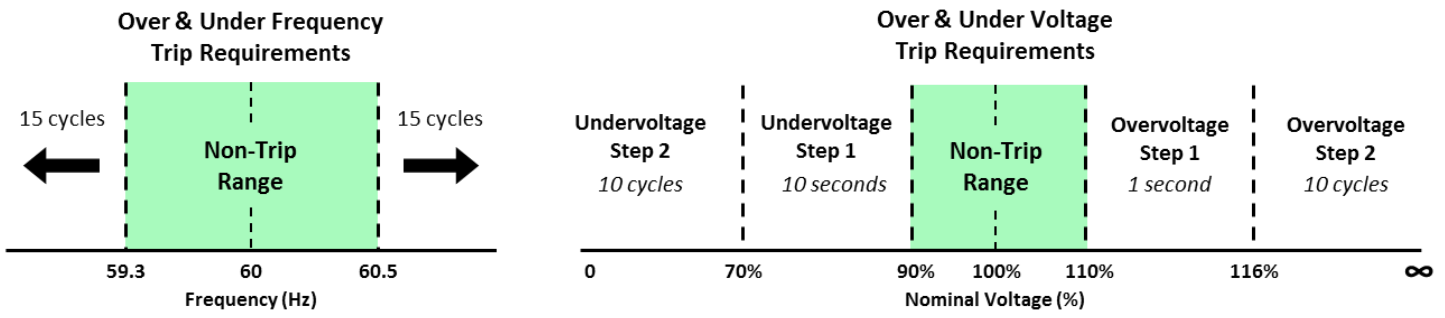 Over & Under Frequency
Trip Requirements
15 cycles
15 cycles
Non-Trip
Range
59.3
60
60.5
Frequency (Hz)
Over & Under Voltage
Trip Requirements
Undervoltage
Step 2
10 cycles
Undervoltage
Step 1
10 seconds
Non-Trip
Range
Overvoltage
Step 1
1 second
Overvoltage
Step 2
10 cycles
0
70%
90%
100%
110%
116%
∞
Nominal Voltage (%)